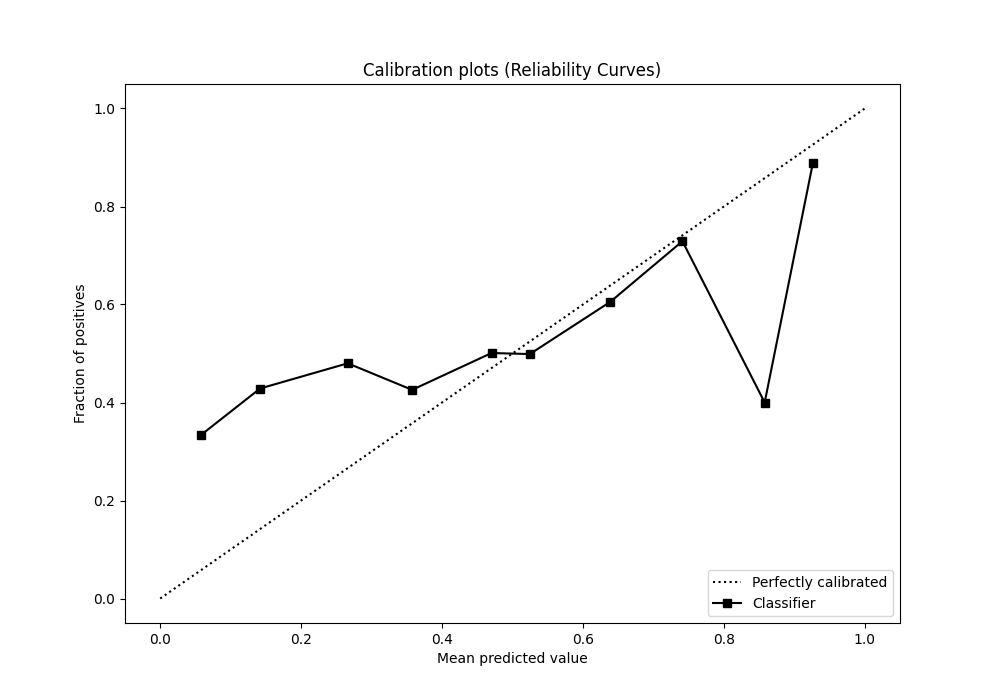 Calibration plots (Reliability Curves)
1.0
0.8
0.6
0.4
0.2
0.0
Fraction of positives
0.0 0.2 0.4 0.6 0.8 1.0
Mean predicted value
Perfectly calibrated
Classifier